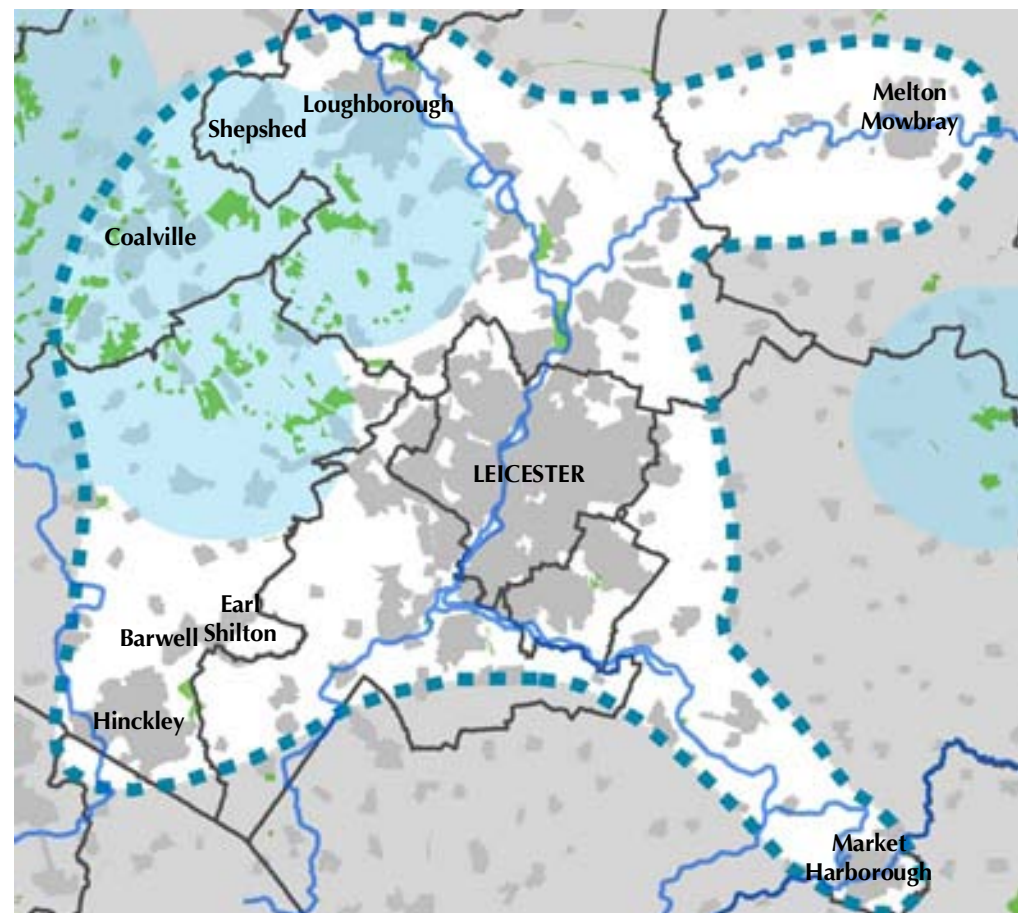 Melton
Mowbray
Loughborough
Shepshed
Coalville
LEICESTER
Earl
Shilton
Barwell
Hinckley
Market
Harborough